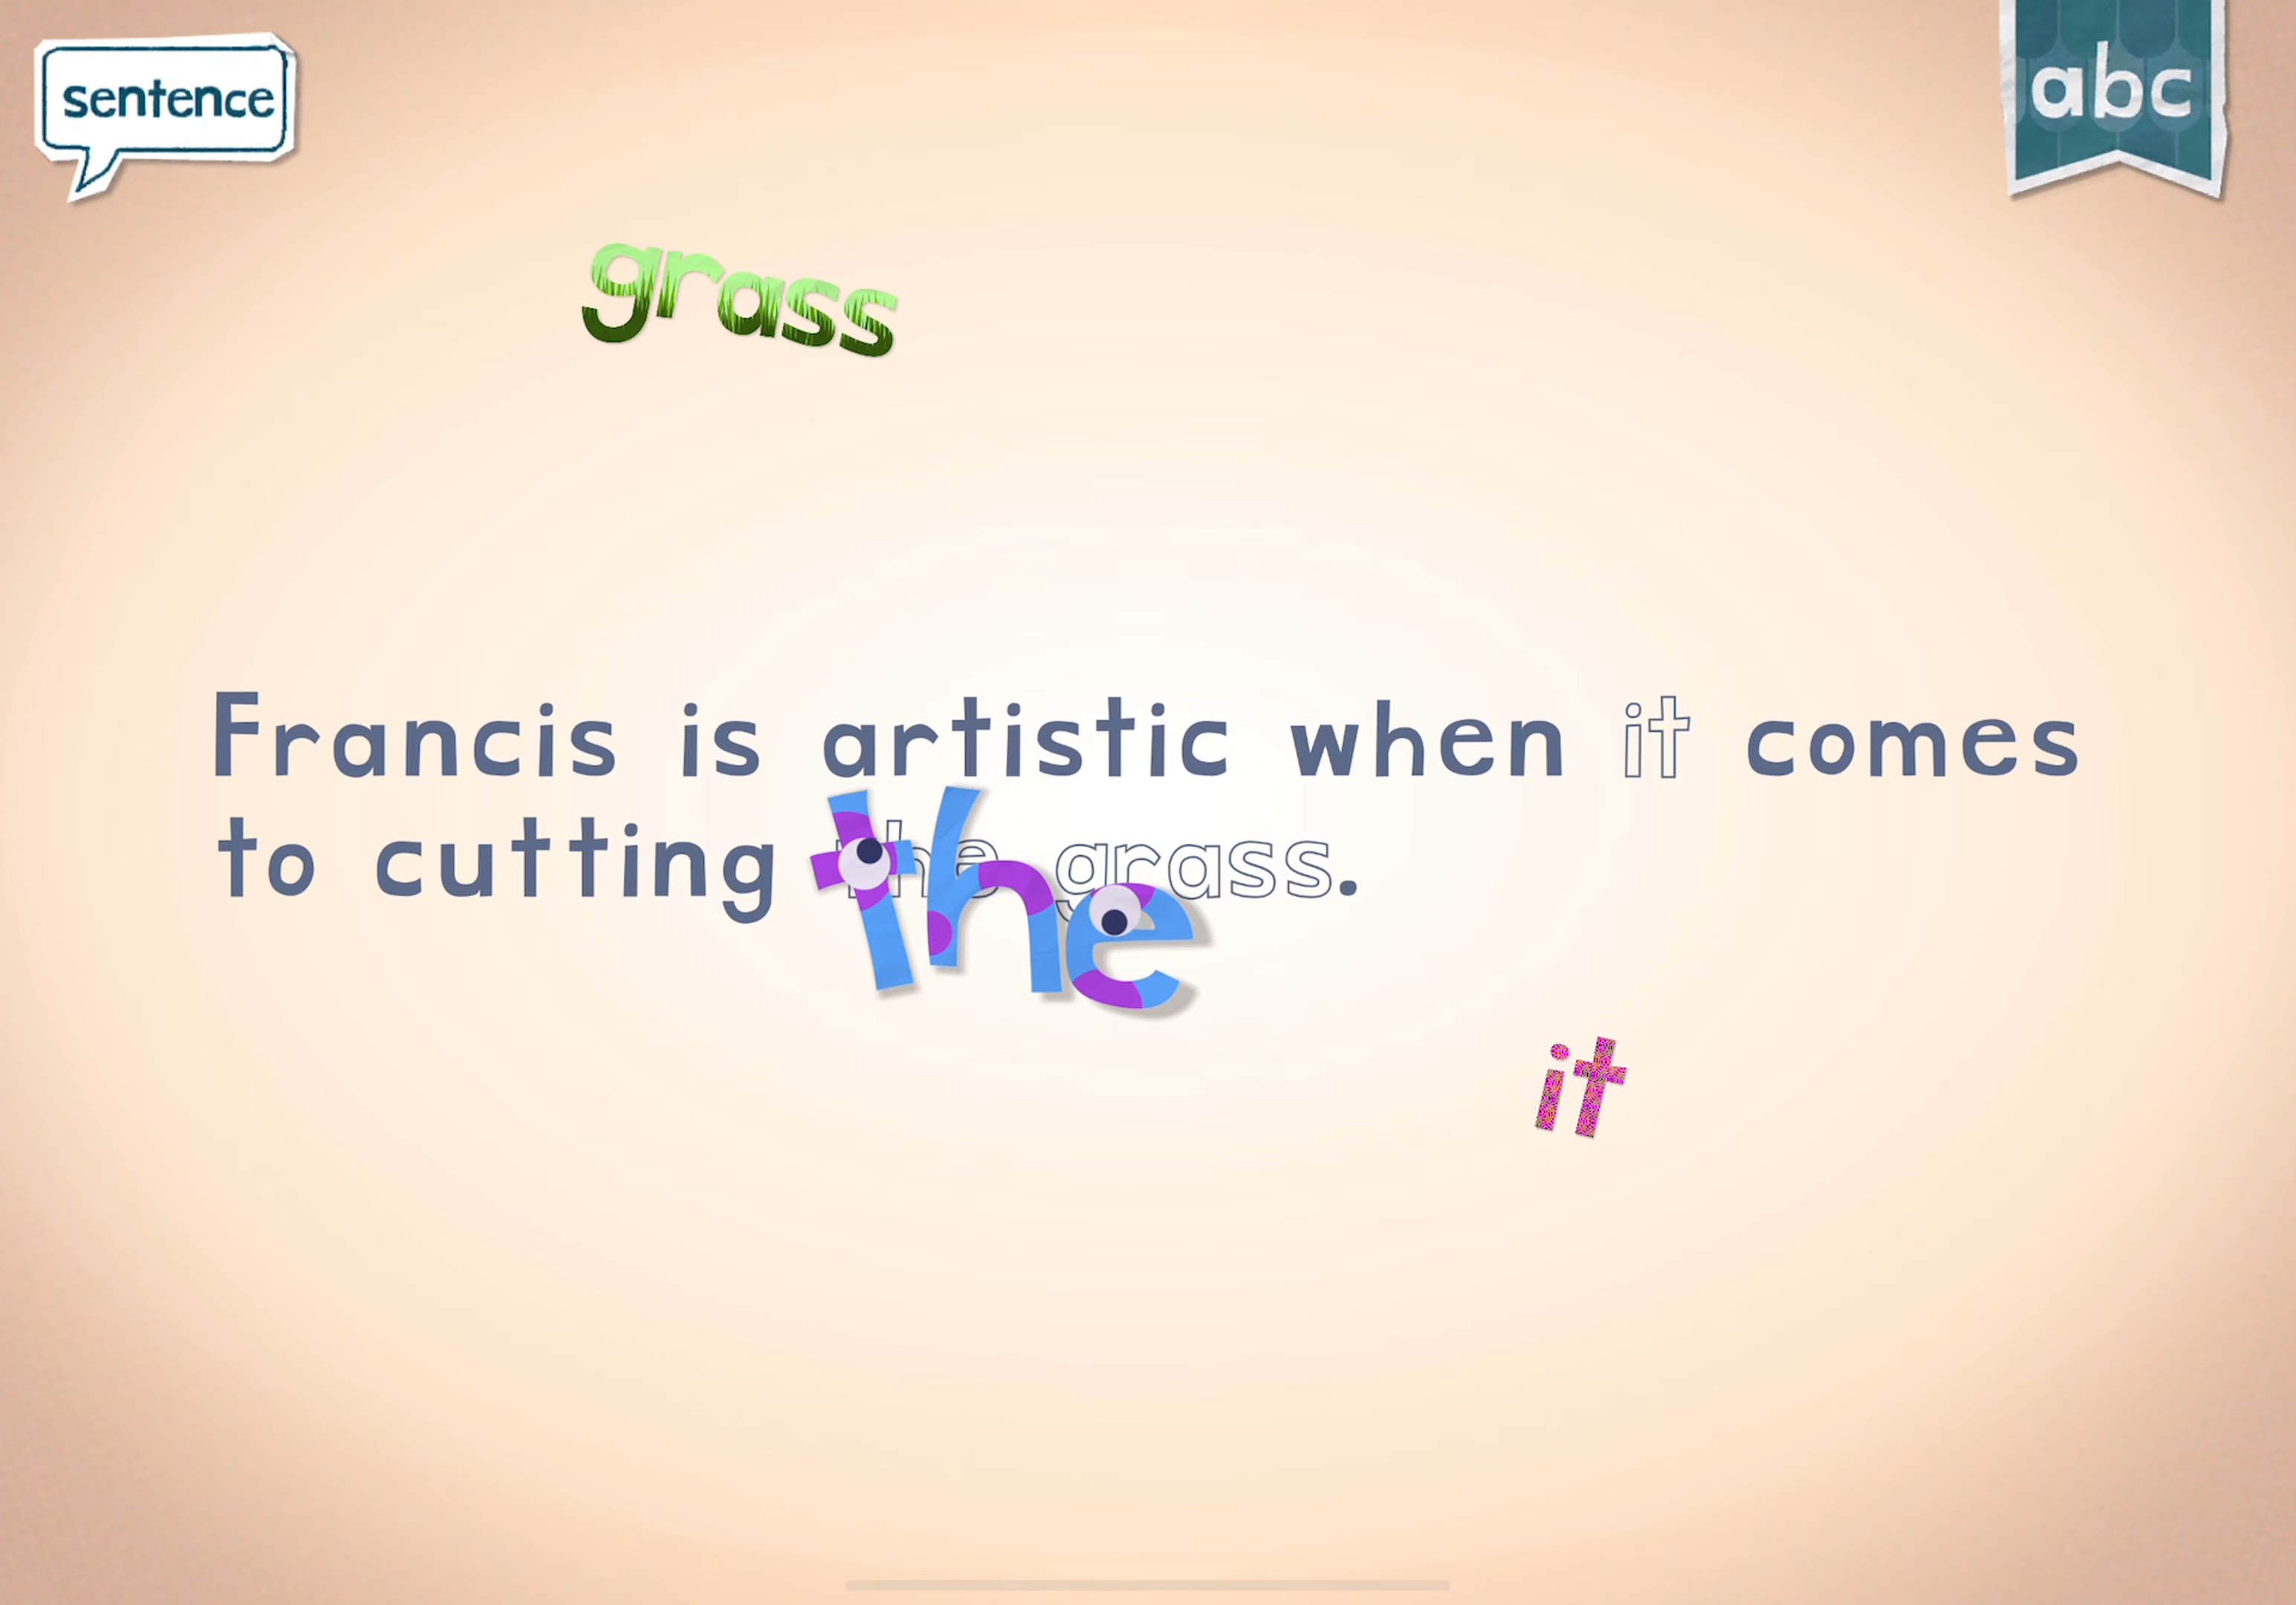 sentence
abc
grass
Francis is artistic when it comes
to cutting the grass.
the
it